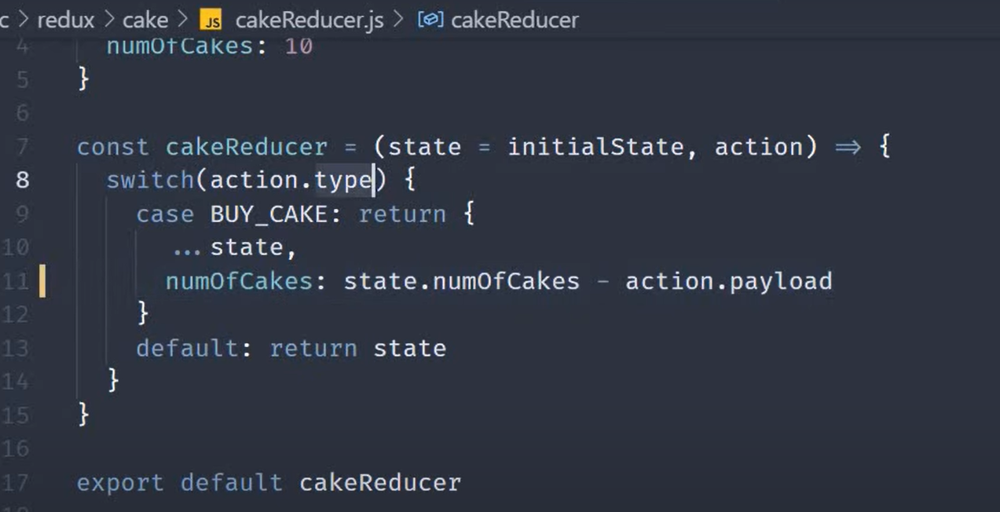 c > redux > cake > JS cakeReducer.js > cakeReducer
4 numOfCakes: 10
5 }
6
7 const cakeReducer = (state = initialState, action) => {
8 switch(action.type) {
9 case BUY_CAKE: return {
10 ...state,
11 numOfCakes: state.numOfCakes - action.payload
12 }
13 default: return state
14 }
15 }
16
17 export default cakeReducer